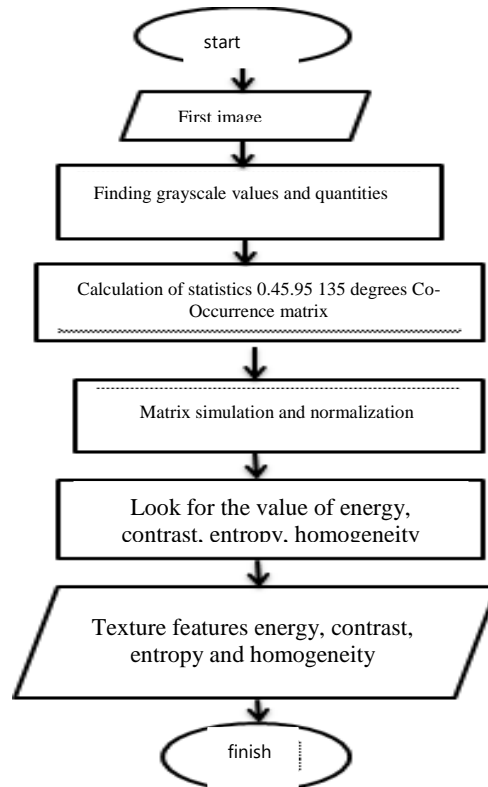 start
First image
Finding grayscale values and quantities
Calculation of statistics 0.45.95 135 degrees Co-
Occurrence matrix
Matrix simulation and normalization
Look for the value of energy,
contrast, entropy, homogeneity
Texture features energy, contrast,
entropy and homogeneity
finish